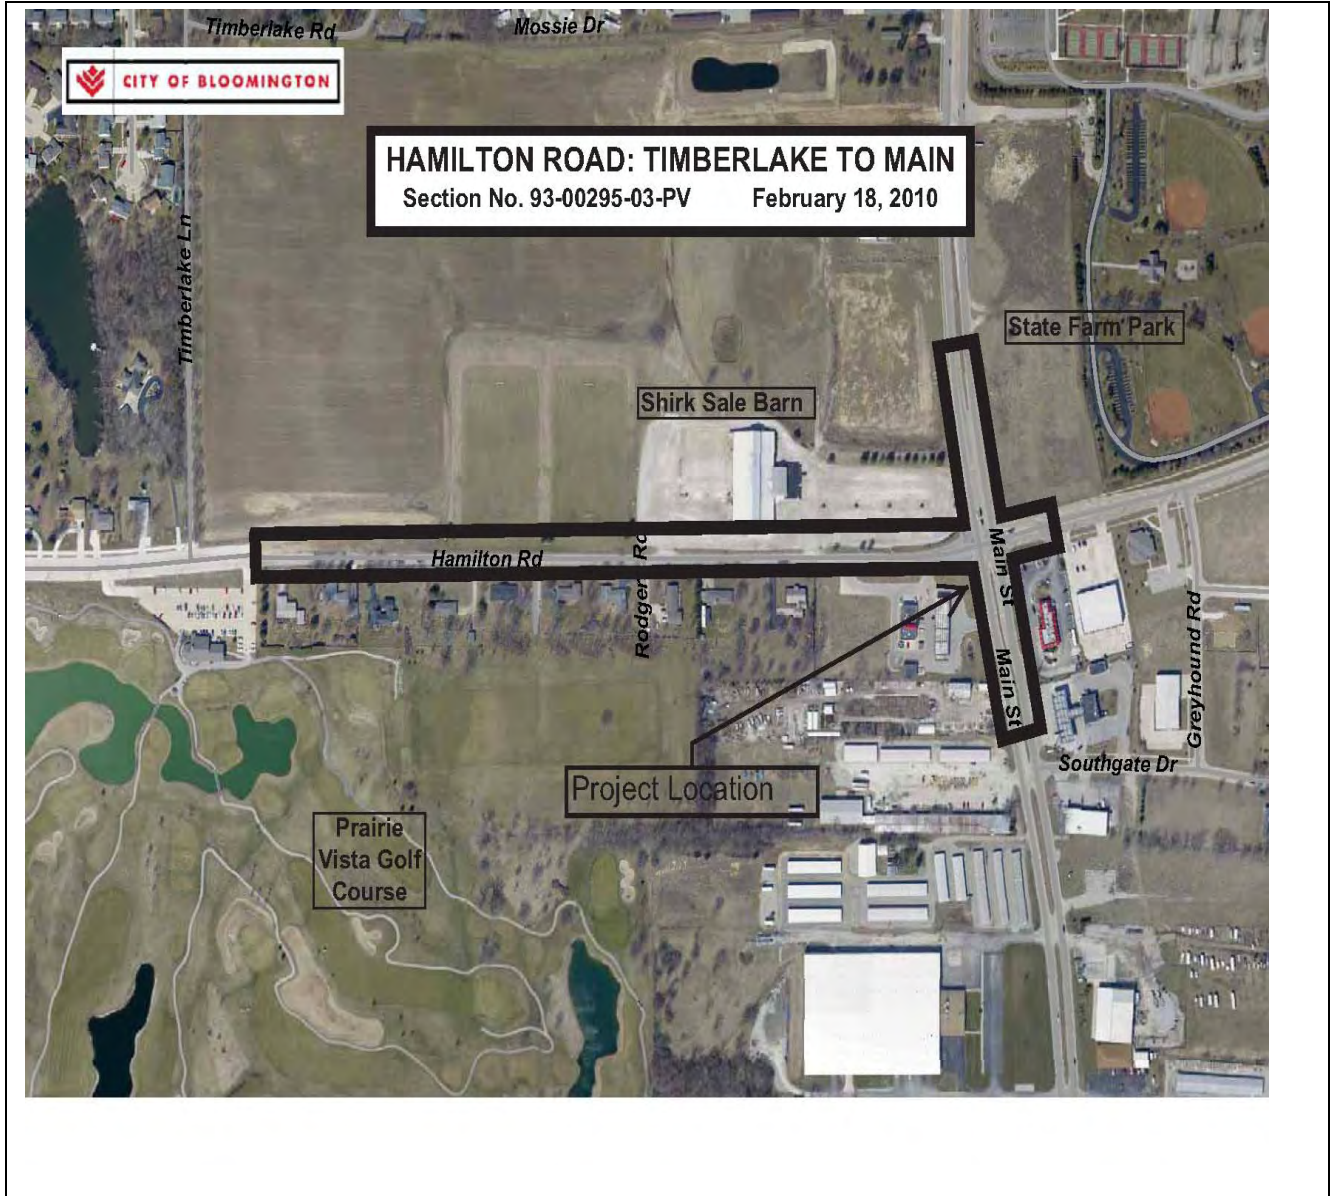 Timberlake Rd
Mossie Dr
CITY OF BLOOMINGTON
HAMILTON ROAD: TIMBERLAKE TO MAIN
Section No. 93-00295-03-PV February 18, 2010
Timberlake Ln
State Farm Park
Shirk Sale Barn
Hamilton Rd
Rodger Rd
Main St
Main St
Greyhound Rd
Southgate Dr
Project Location
Prairie
Vista Golf
Course